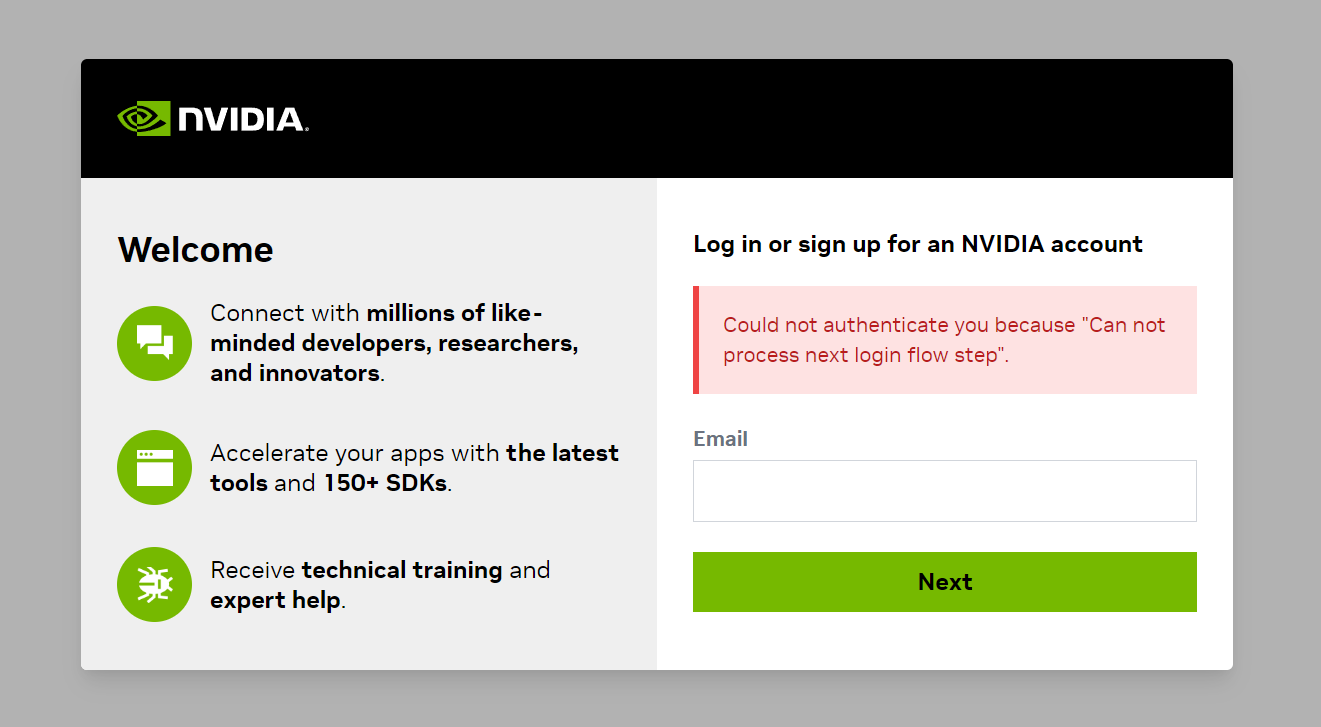 NVIDIA.
Welcome
Connect with millions of like-
minded developers, researchers,
and innovators.
Accelerate your apps with the latest
tools and 150+ SDKs.
Receive technical training and
expert help.
Log in or sign up for an NVIDIA account
Could not authenticate you because "Can not
process next login flow step".
Email
Next